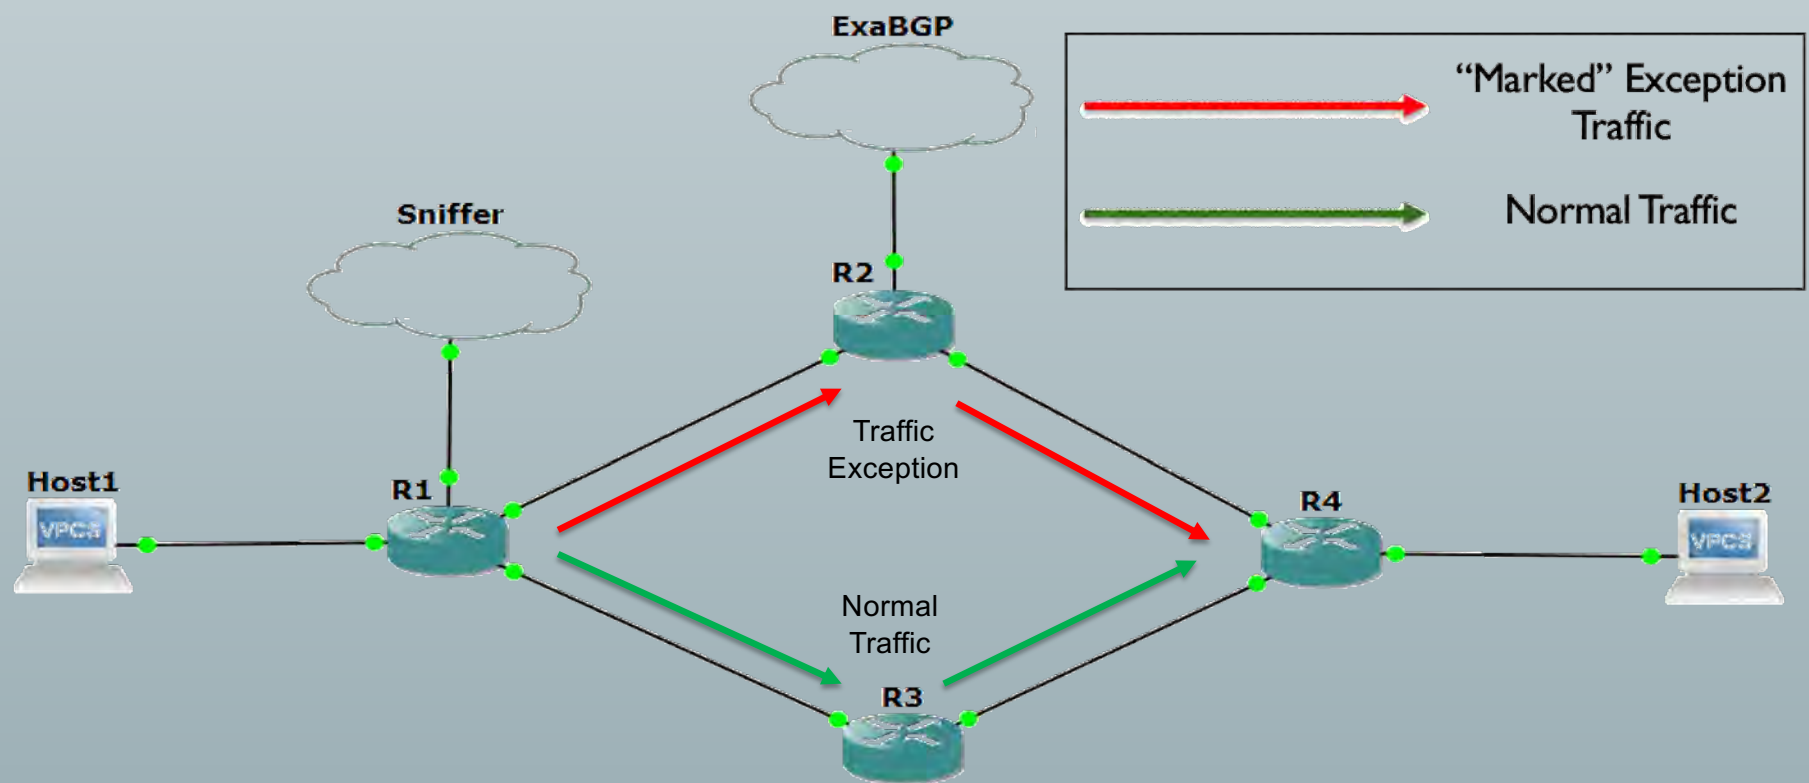 ExaBGP
“Marked” Exception
Traffic
Normal Traffic
Sniffer
R2
Traffic
Exception
Host1
VPCS
R1
R4
Host2
VPCS
Normal
Traffic
R3